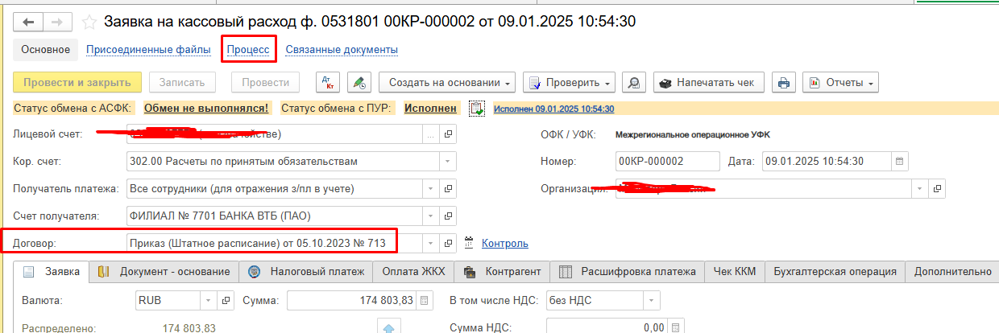 Заявка на кассовый расход ф. 0531801 00КР-000002 от 09.01.2025 10:54:30
Основное Присоединенные файлы Процесс Связанные документы
Провести и закрыть Записать Провести Дт Кт Создать на основании Проверить Напечатать чек Отчеты
Статус обмена с АСФК: Обмен не выполнялся! Статус обмена с ПУР: Исполнен Исполнен 09.01.2025 10:54:30
Лицевой счет: ... ОФК / УФК: Межрегиональное операционное УФК
Кор. счет: 302.00 Расчеты по принятым обязательствам Номер: 00КР-000002 Дата: 09.01.2025 10:54:30
Получатель платежа: Все сотрудники (для отражения з/пл в учете) Организация:
Счет получателя: ФИЛИАЛ № 7701 БАНКА ВТБ (ПАО)
Договор: Приказ (Штатное расписание) от 05.10.2023 № 713 Контроль
Заявка Документ - основание Налоговый платеж Оплата ЖКХ Контрагент Расшифровка платежа Чек ККМ Бухгалтерская операция Дополнительно
Валюта: RUB Сумма: 174 803,83 В том числе НДС: без НДС
Распределено: 174 803,83 Сумма НДС: 0,00